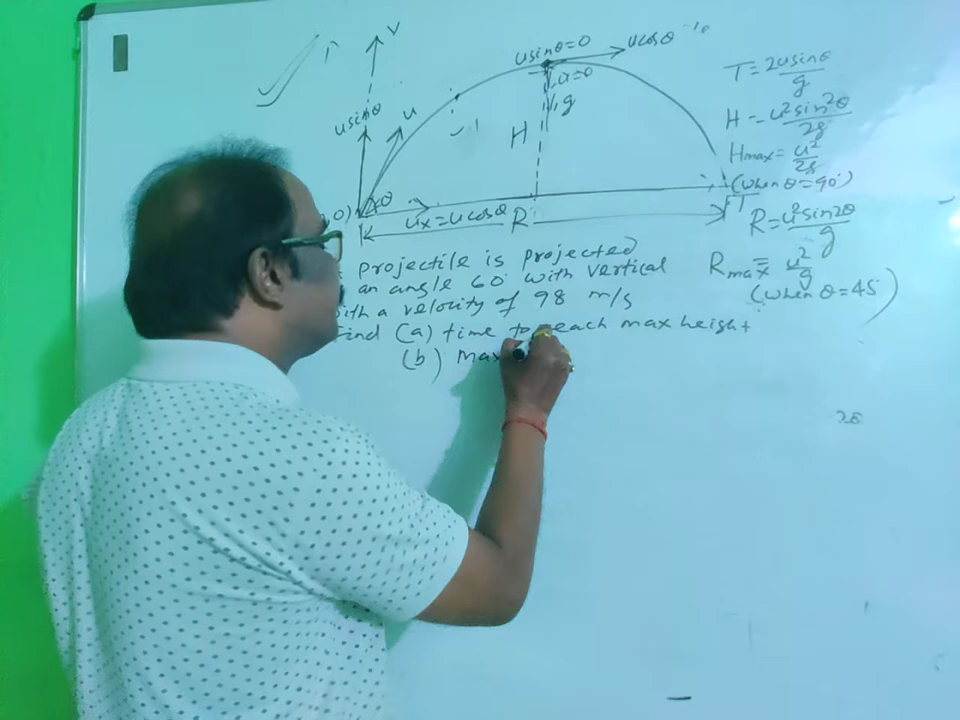 V
usinθ
u
θ
usinθ=0
ucosθ
a=0
g
H
ux=ucosθ
R
T=2usinθ/g
H=u²sin²θ/2g
Hmax=u²/2g
(when θ=90°)
R=u²sin2θ/g
Rmax=u²/g
(when θ=45°)
projectile is projected
an angle 60° with vertical
ith a velocity of 98 m/s
Find (a) time to reach max height
(b) Max